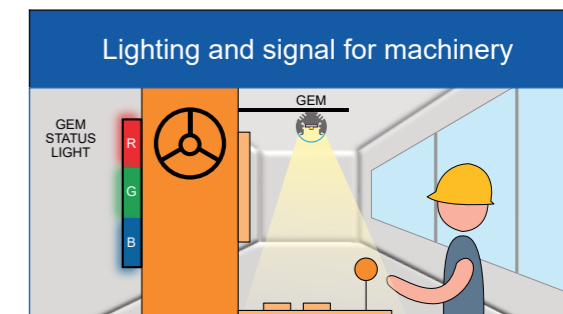 Lighting and signal for machinery
GEM
GEM
STATUS
LIGHT
R
G
B